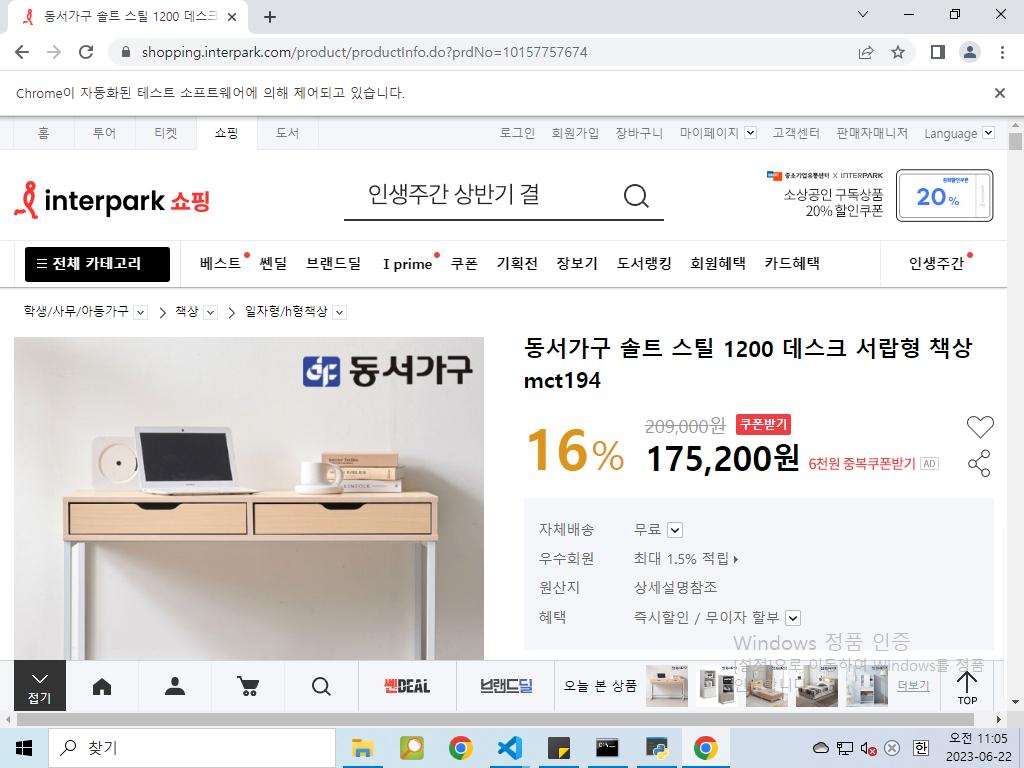 동서가구 솔트 스틸 1200 데스크
shopping.interpark.com/product/productInfo.do?prdNo=10157757674
Chrome이 자동화된 테스트 소프트웨어에 의해 제어되고 있습니다.
홈 투어 티켓 쇼핑 도서 로그인 회원가입 장바구니 마이페이지 고객센터 판매자매니저 Language
interpark 쇼핑
인생주간 상반기 결
중소기업유통센터 X INTERPARK
소상공인 구독상품
20% 할인쿠폰
20%
전체 카테고리 베스트 쎈딜 브랜드딜 I prime 쿠폰 기획전 장보기 도서랭킹 회원혜택 카드혜택 인생주간
학생/사무/아동가구 책상 일자형/h형책상
동서가구
동서가구 솔트 스틸 1200 데스크 서랍형 책상
mct194
16%
209,000원 쿠폰받기
175,200원 6천원 중복쿠폰받기 AD
자체배송 무료
우수회원 최대 1.5% 적립
원산지 상세설명참조
혜택 즉시할인 / 무이자 할부
Windows 정품 인증
[설정]으로 이동하여 Windows를 정품
접기
쎈DEAL
브랜드딜
오늘 본 상품
더보기
TOP
찾기
한
오전 11:05
2023-06-22